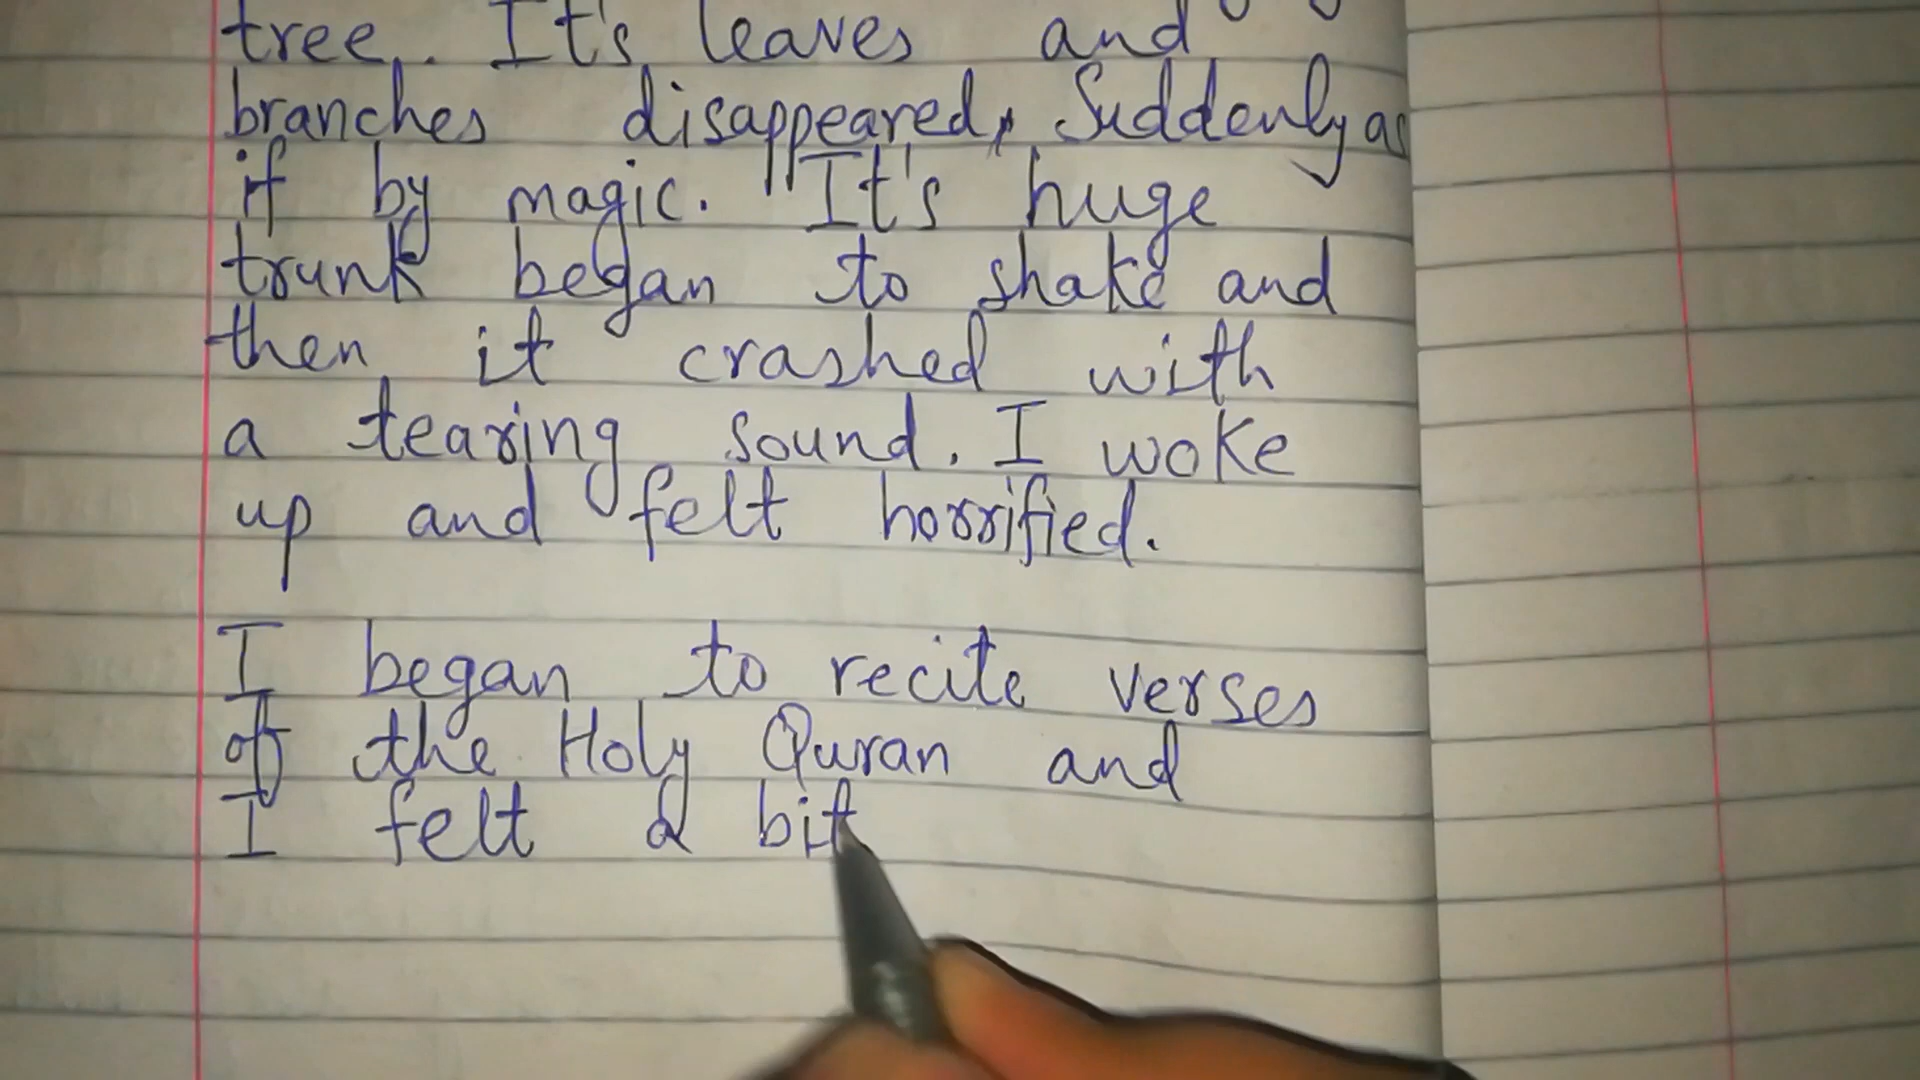 tree. It's leaves and
branches disappeared, Suddenly as
if by magic. It's huge
trunk began to shake and
then it crashed with
a tearing sound. I woke
up and felt horrified.
I began to recite verses
of the Holy Quran and
I felt a bit